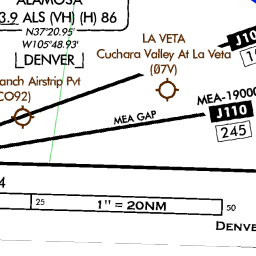 ALAMOSA
3.9 ALS (VH) (H) 86
N37°20.95'
W105°48.93'
DENVER
LA VETA
Cuchara Valley At La Veta
(07V)
anch Airstrip Pvt
CO92)
MEA GAP
MEA-19000
J110
245
4
25
1" = 20NM
50
DENVE